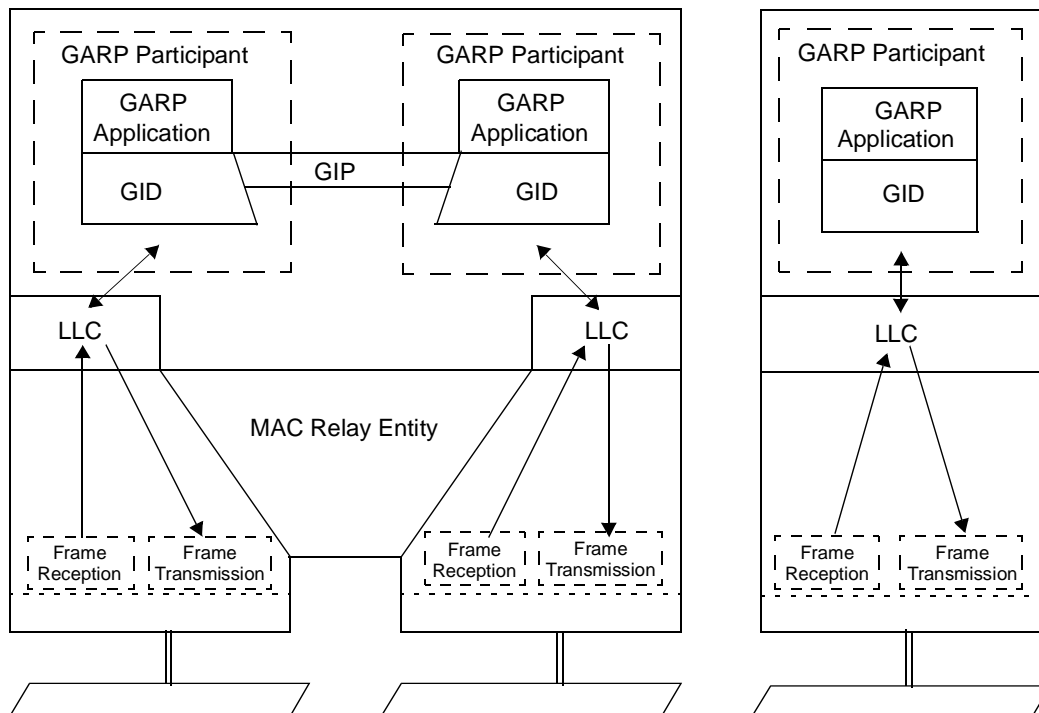 GARP Participant
GARP
Application
GID
GIP
GARP Participant
GARP
Application
GID
LLC
LLC
MAC Relay Entity
Frame
Reception
Frame
Transmission
Frame
Reception
Frame
Transmission
GARP Participant
GARP
Application
GID
LLC
Frame
Reception
Frame
Transmission